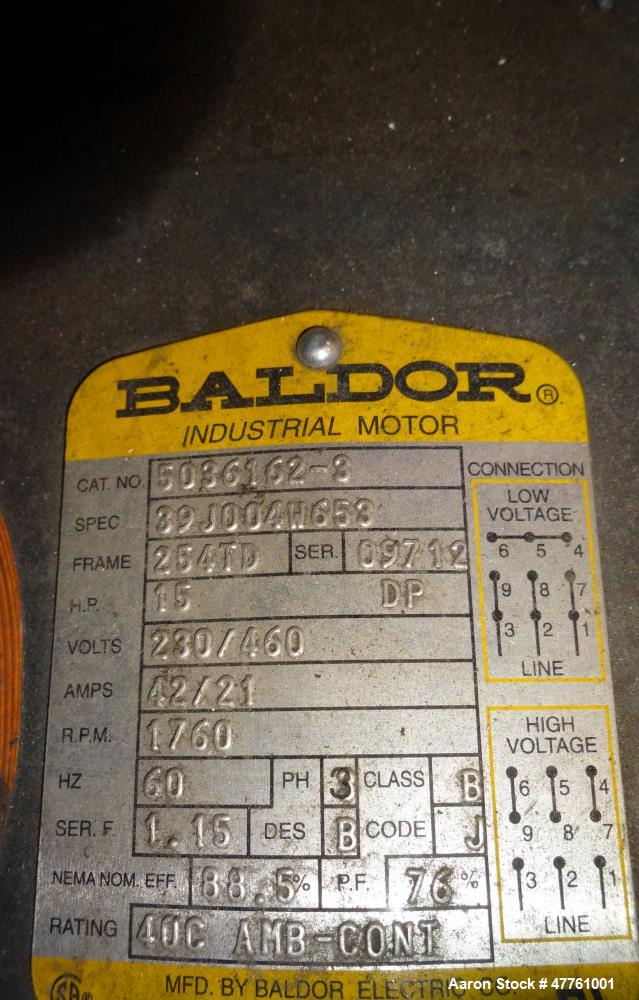 BALDOR ®
INDUSTRIAL MOTOR
CAT. NO. 5036162-3
SPEC 39J004W653
FRAME 254TD SER. 09712
H.P. 15 DP
VOLTS 230/460
AMPS 42/21
R.P.M. 1760
HZ 60 PH 3 CLASS B
SER. F. 1.15 DES B CODE J
NEMA NOM. EFF. 88.5% P.F. 76%
RATING 40C AMB-CONT
CONNECTION
LOW
VOLTAGE
6 5 4
9 8 7
3 2 1
LINE
HIGH
VOLTAGE
6 5 4
9 8 7
3 2 1
LINE
SA ®
MFD. BY BALDOR ELECTRIC CO.
Aaron Stock # 47761001